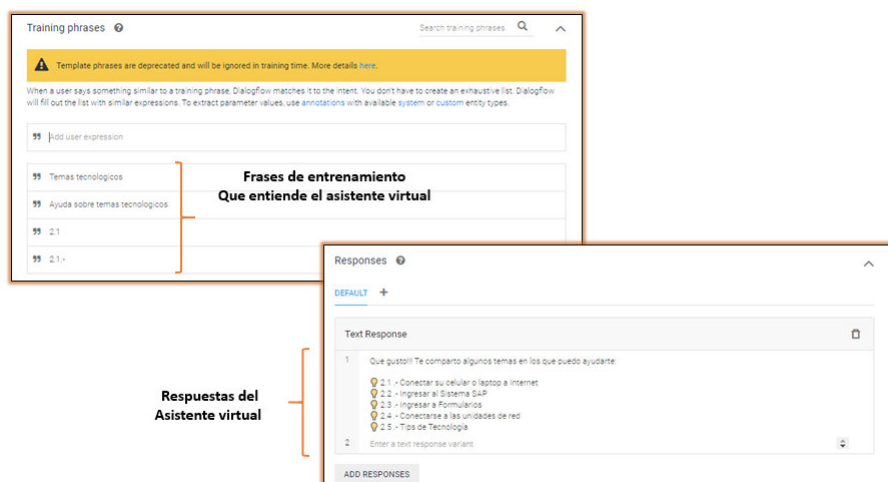 Training phrases
Search training phrases
Template phrases are deprecated and will be ignored in training time. More details here.
When a user says something similar to a training phrase, Dialogflow matches it to the intent. You don't have to create an exhaustive list. Dialogflow
will fill out the list with similar expressions. To extract parameter values, use annotations with available system or custom entity types.
Add user expression
Temas tecnologicos
Ayuda sobre temas tecnologicos
2.1
2.1.-
Frases de entrenamiento
Que entiende el asistente virtual
Responses
DEFAULT +
Text Response
1 Que gusto!!! Te comparto algunos temas en los que puedo ayudarte:
2.1 .- Conectar su celular o laptop a Internet
2.2 .- Ingresar al Sistema SAP
2.3 .- Ingresar a Formularios
2.4 .- Conectarse a las unidades de red
2.5 .- Tips de Tecnología
2 Enter a text response variant
ADD RESPONSES
Respuestas del
Asistente virtual